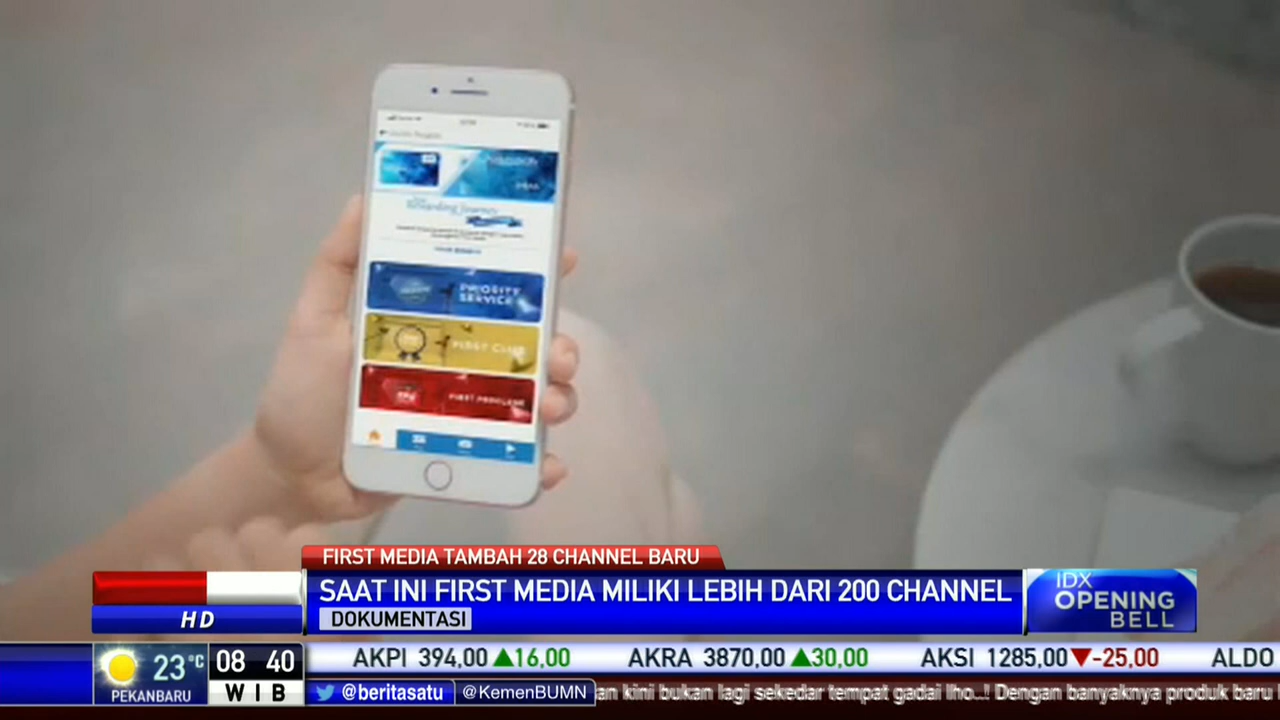 PRIORITY
SERVICE
FIRST CLUB
FIRST PRIVILEGE
FIRST MEDIA TAMBAH 28 CHANNEL BARU
SAAT INI FIRST MEDIA MILIKI LEBIH DARI 200 CHANNEL
DOKUMENTASI
HD
IDX
OPENING
BELL
23°C
PEKANBARU
08 40
WIB
AKPI 394,00 ▲16,00 AKRA 3870,00 ▲30,00 AKSI 1285,00 ▼-25,00 ALDO
@beritasatu
@KemenBUMN
an kini bukan lagi sekedar tempat gadai lho..! Dengan banyaknya produk baru